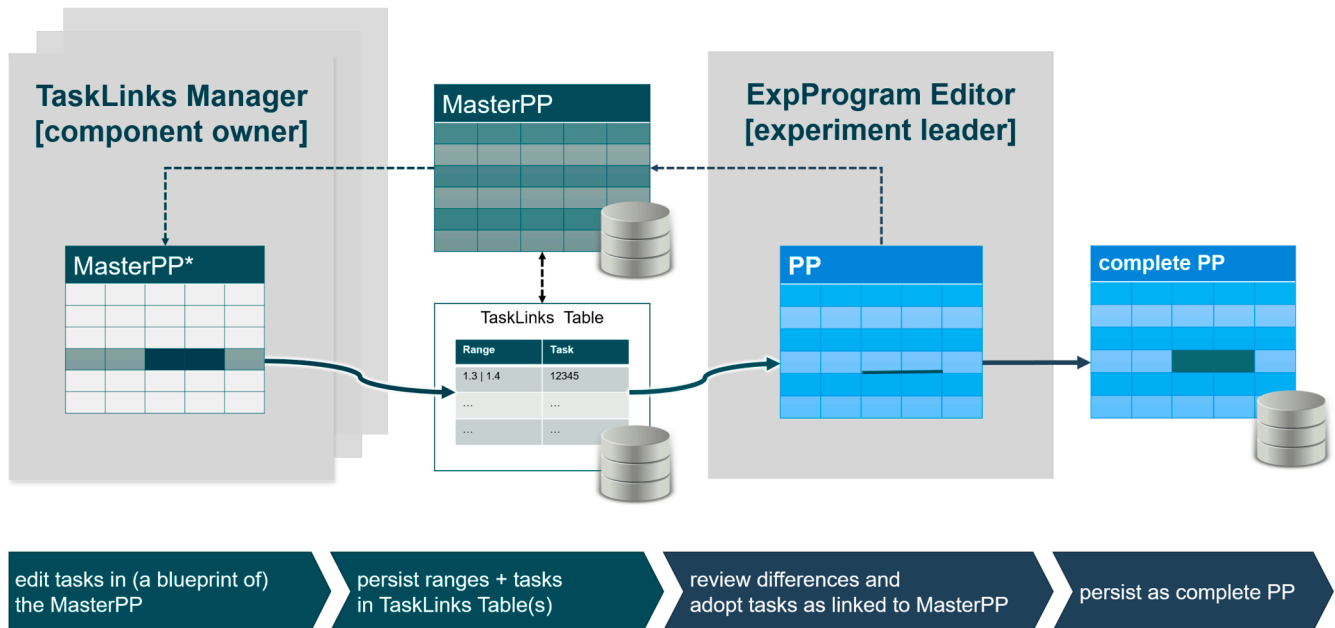 TaskLinks Manager
[component owner]
MasterPP
ExpProgram Editor
[experiment leader]
MasterPP*
TaskLinks Table
Range Task
1.3 | 1.4 12345
... ...
... ...
PP
complete PP
edit tasks in (a blueprint of)
the MasterPP
persist ranges + tasks
in TaskLinks Table(s)
review differences and
adopt tasks as linked to MasterPP
persist as complete PP